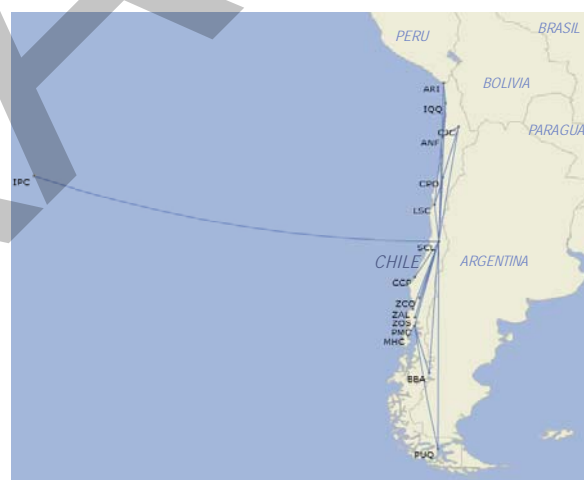 PERU
BRASIL
ARI
BOLIVIA
IQQ
CJC
PARAGUA
ANF
CPO
IPC
LSC
SCL
CHILE
ARGENTINA
CCP
ZCO
ZAL
ZOS
PMC
MHC
BBA
PUQ